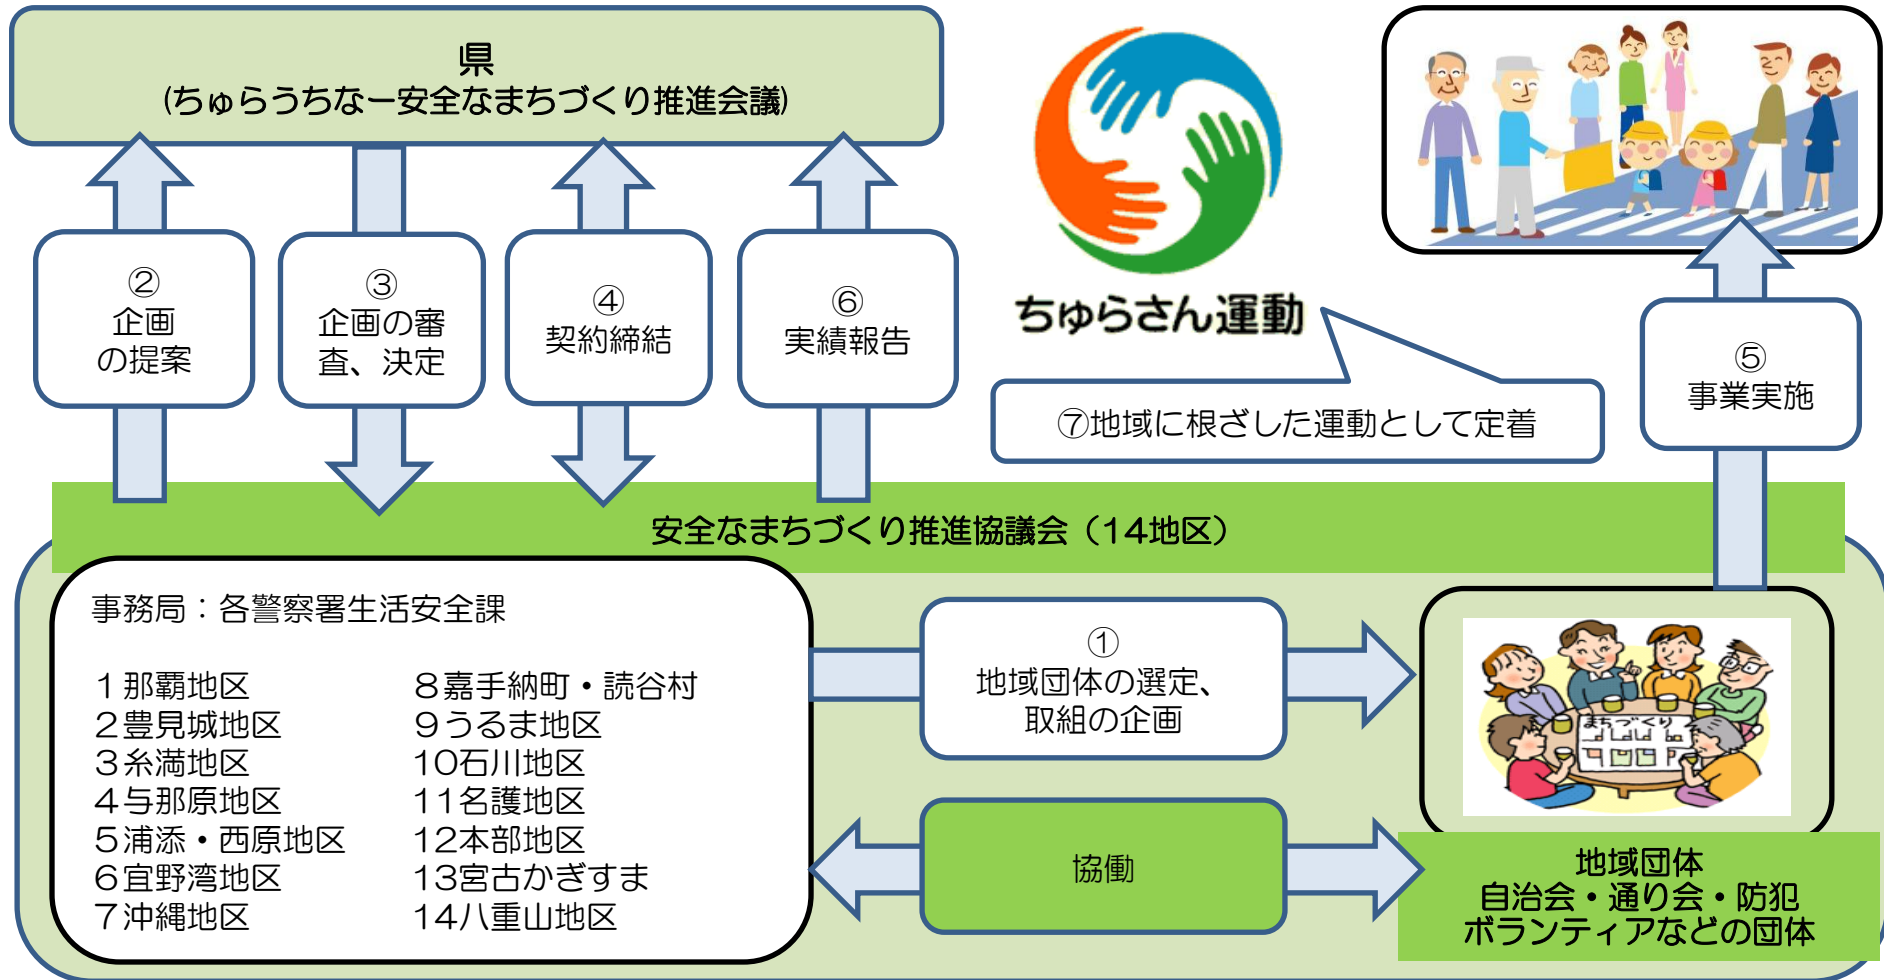 県
(ちゅらうちなー安全なまちづくり推進会議)
②
企画
の提案
③
企画の審
査、決定
④
契約締結
⑥
実績報告
ちゅらさん運動
⑦地域に根ざした運動として定着
⑤
事業実施
安全なまちづくり推進協議会（14地区）
事務局：各警察署生活安全課
1那覇地区
2豊見城地区
3糸満地区
4与那原地区
5浦添・西原地区
6宜野湾地区
7沖縄地区
8嘉手納町・読谷村
9うるま地区
10石川地区
11名護地区
12本部地区
13宮古かぎすま
14八重山地区
①
地域団体の選定、
取組の企画
協働
まちづくり
地域団体
自治会・通り会・防犯
ボランティアなどの団体